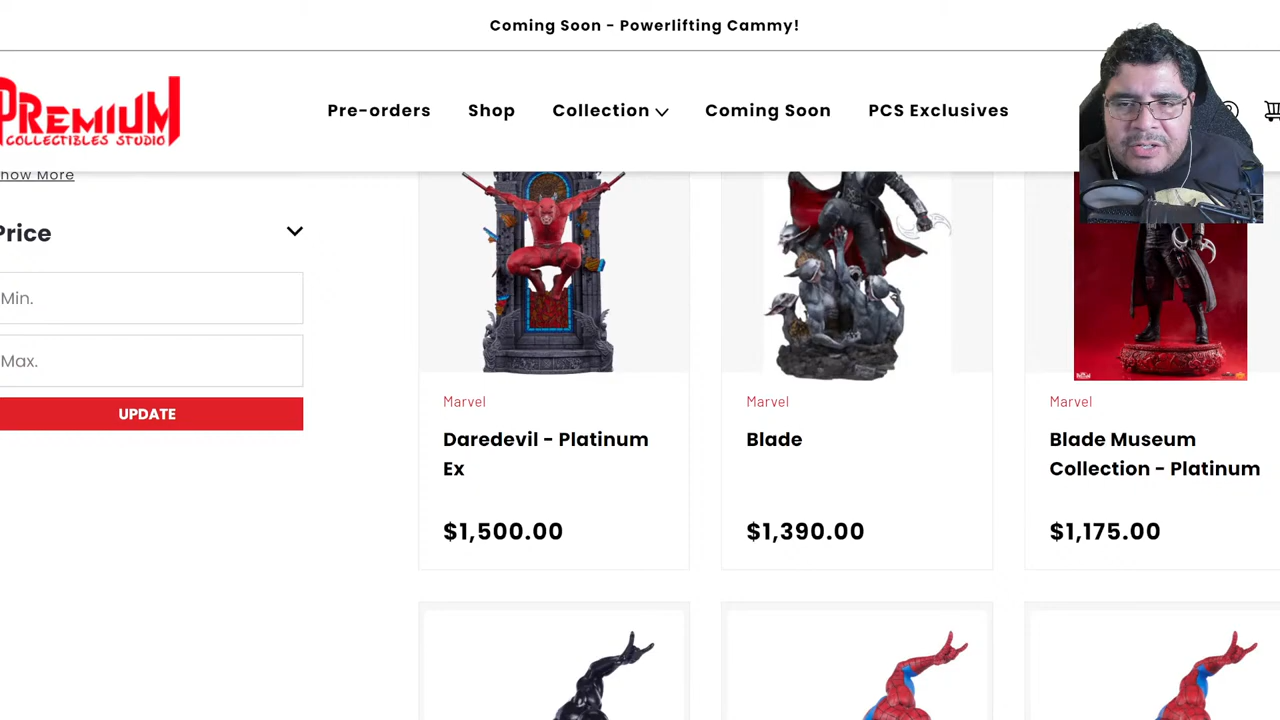 Coming Soon - Powerlifting Cammy!
PREMIUM
COLLECTIBLES STUDIO
Pre-orders
Shop
Collection
Coming Soon
PCS Exclusives
how More
Price
Min.
Max.
UPDATE
Marvel
Daredevil - Platinum
Ex
$1,500.00
Marvel
Blade
$1,390.00
Marvel
Blade Museum
Collection - Platinum
$1,175.00